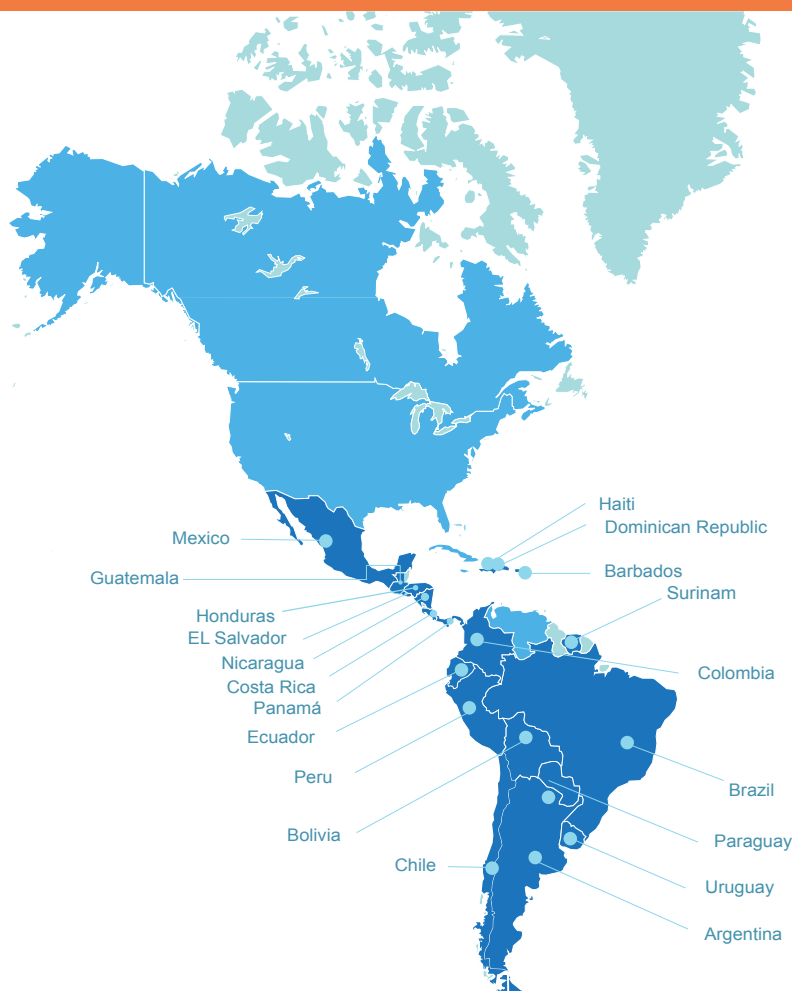 Haiti
Dominican Republic
Mexico
Barbados
Guatemala
Surinam
Honduras
EL Salvador
Nicaragua
Colombia
Costa Rica
Panamá
Ecuador
Peru
Brazil
Bolivia
Paraguay
Chile
Uruguay
Argentina